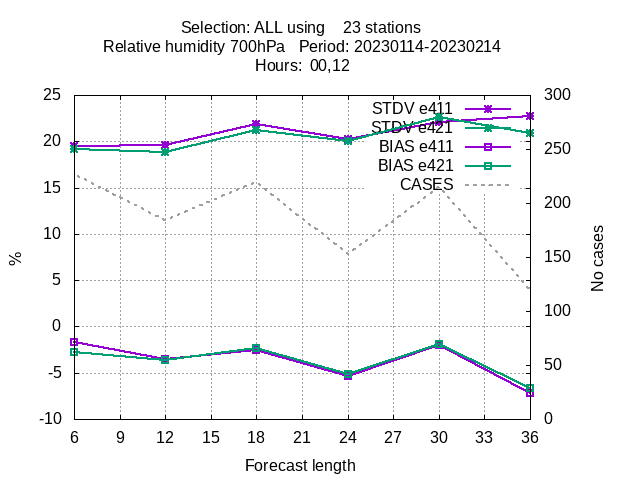 Selection: ALL using    23 stations
Relative humidity 700hPa   Period: 20230114-20230214
Hours:  00,12
STDV e411
STDV e421
BIAS e411
BIAS e421
CASES
25
20
15
10
5
0
-5
-10
%
300
250
200
150
100
50
0
No cases
6 9 12 15 18 21 24 27 30 33 36
Forecast length